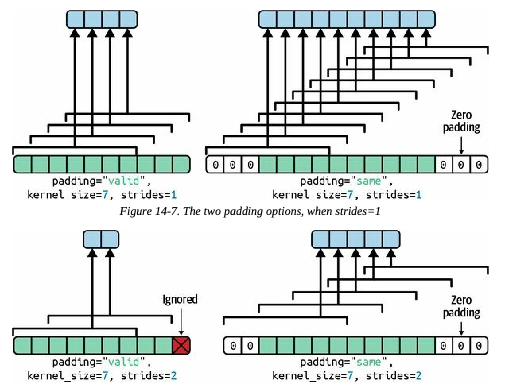 Zero
padding
0 0 0 0 0 0
padding="valid", padding="same",
kernel_size=7, strides=1 kernel_size=7, strides=1
Figure 14-7. The two padding options, when strides=1
Ignored Zero
padding
0 0 0 0 0
padding="valid", padding="same",
kernel_size=7, strides=2 kernel_size=7, strides=2